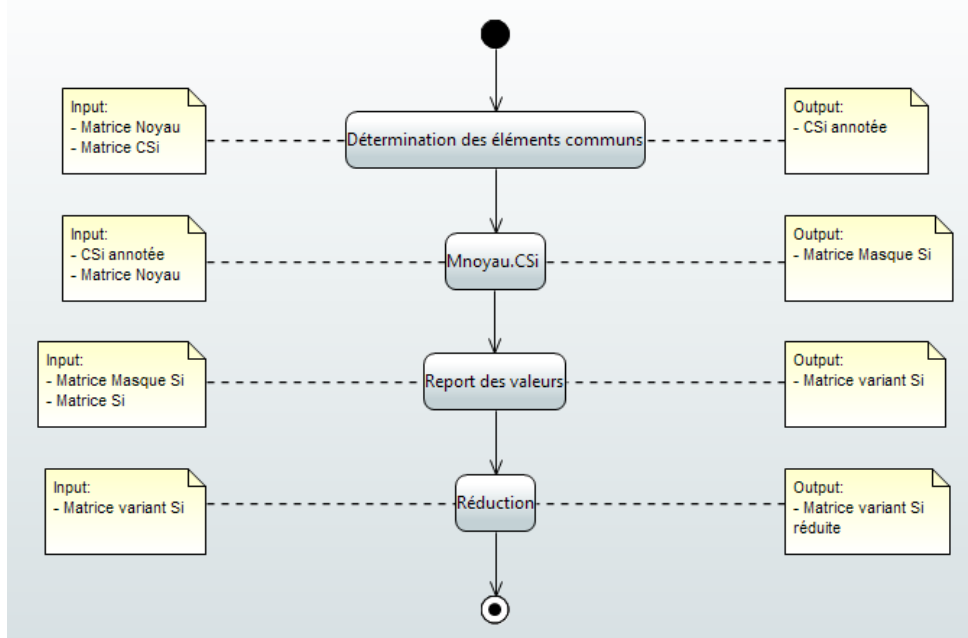 Input:
- Matrice Noyau
- Matrice CSi
Détermination des éléments communs
Output:
- CSi annotée
Input:
- CSi annotée
- Matrice Noyau
Mnoyau.CSi
Output:
- Matrice Masque Si
Input:
- Matrice Masque Si
- Matrice Si
Report des valeurs
Output:
- Matrice variant Si
Input:
- Matrice variant Si
Réduction
Output:
- Matrice variant Si
réduite